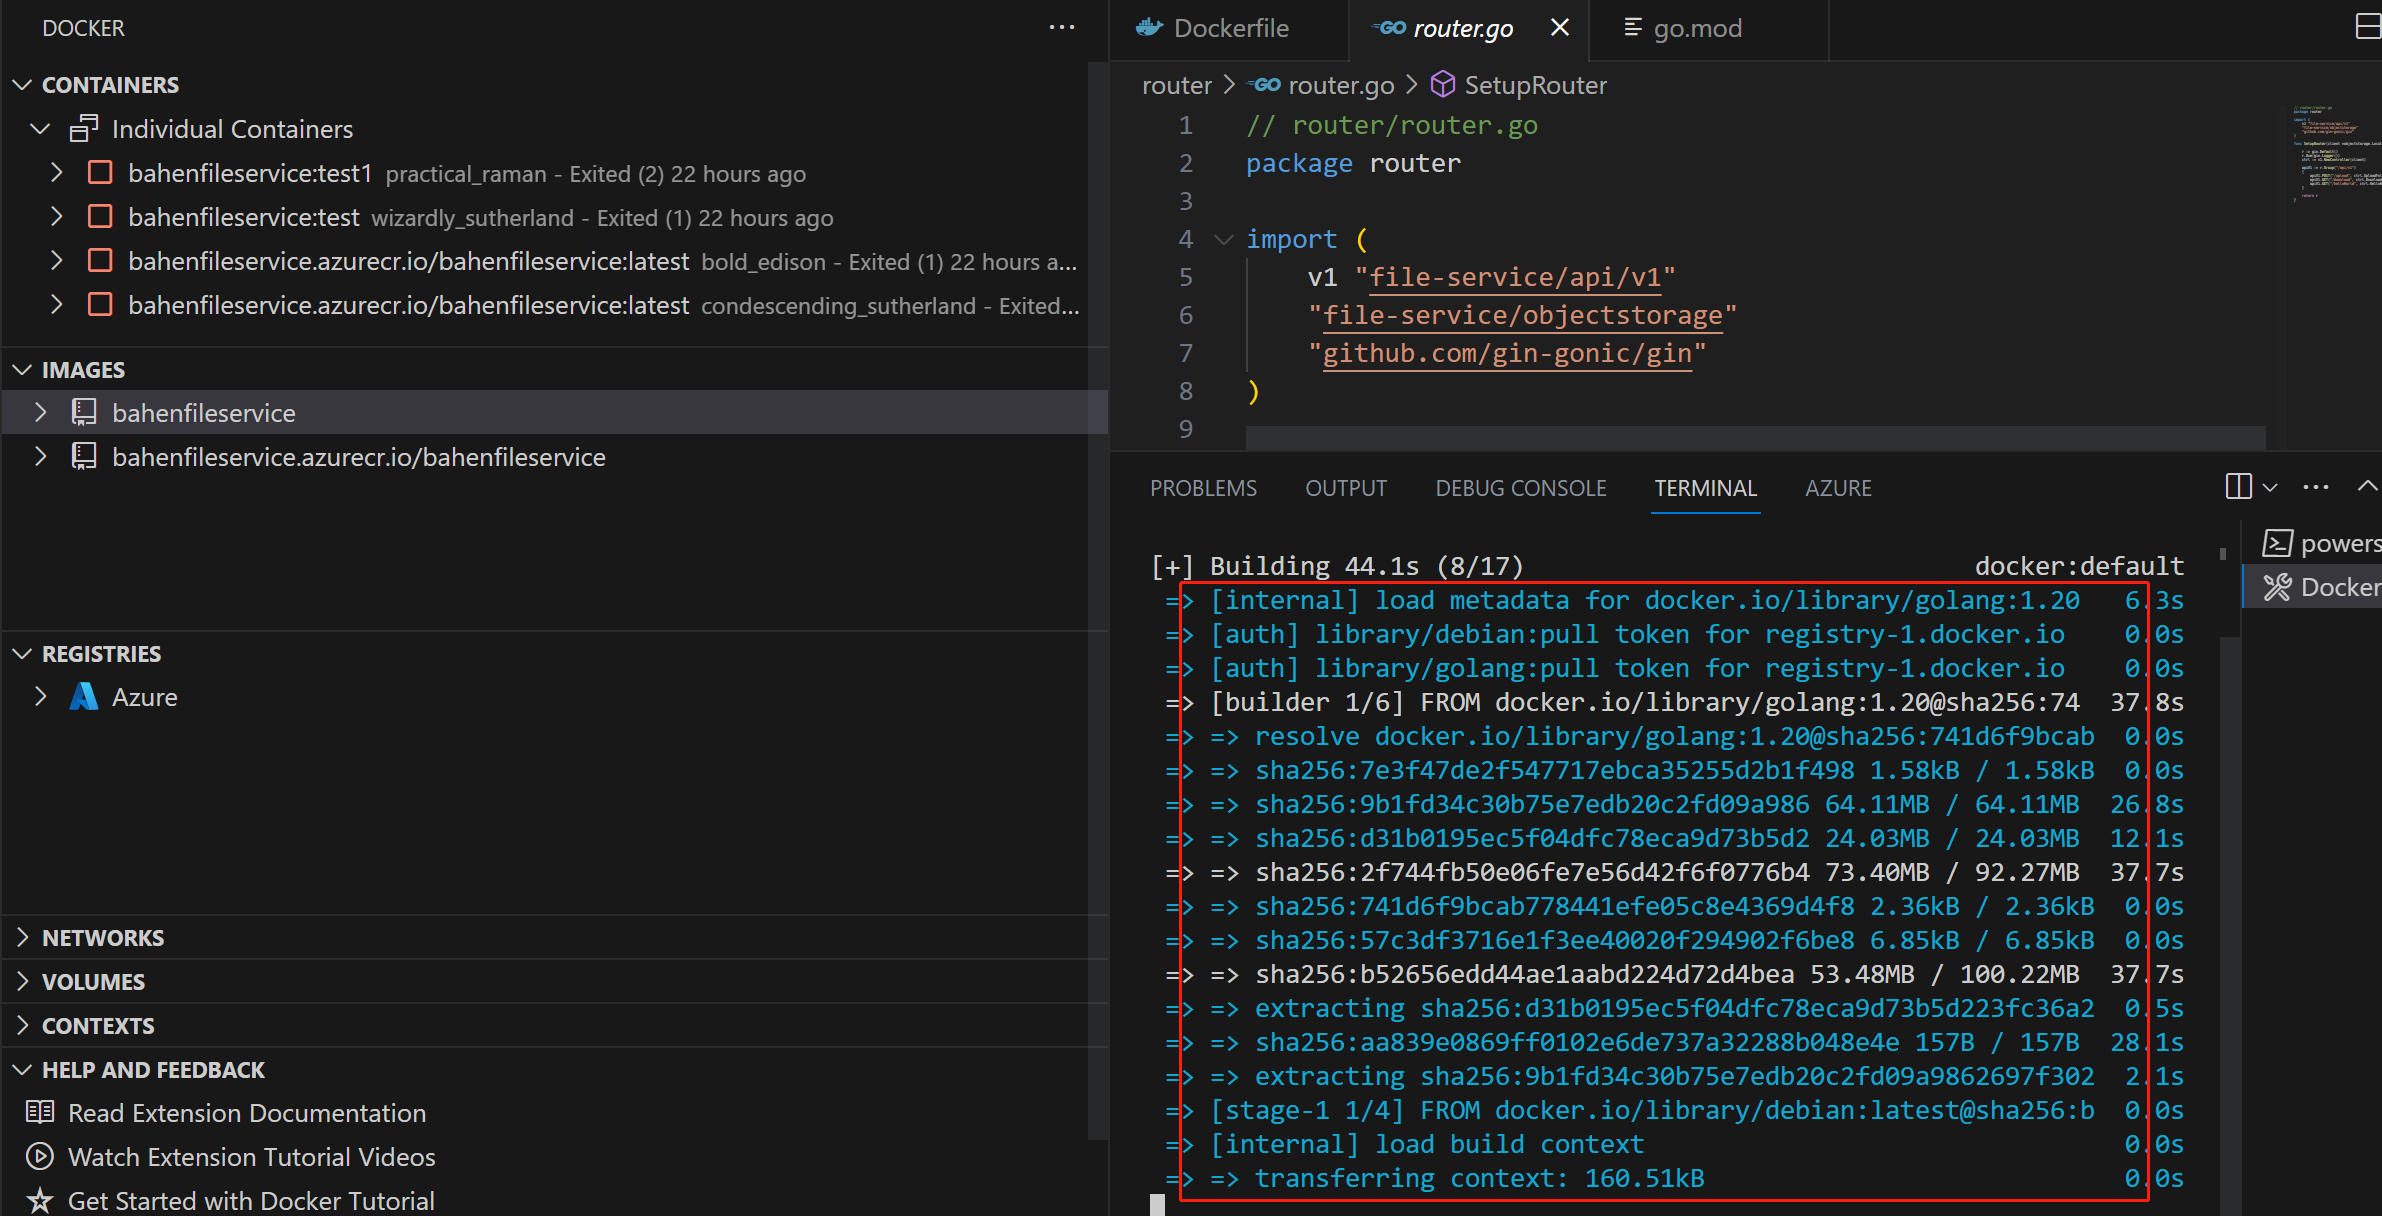 DOCKER
CONTAINERS
Individual Containers
bahenfileservice:test1 practical_raman - Exited (2) 22 hours ago
bahenfileservice:test wizardly_sutherland - Exited (1) 22 hours ago
bahenfileservice.azurecr.io/bahenfileservice:latest bold_edison - Exited (1) 22 hours a...
bahenfileservice.azurecr.io/bahenfileservice:latest condescending_sutherland - Exited...
IMAGES
bahenfileservice
bahenfileservice.azurecr.io/bahenfileservice
REGISTRIES
Azure
NETWORKS
VOLUMES
CONTEXTS
HELP AND FEEDBACK
Read Extension Documentation
Watch Extension Tutorial Videos
Get Started with Docker Tutorial
Dockerfile
GO router.go
go.mod
router > GO router.go > SetupRouter
1 // router/router.go
2 package router
3
4 import (
5 v1 "file-service/api/v1"
6 "file-service/objectstorage"
7 "github.com/gin-gonic/gin"
8 )
9
PROBLEMS OUTPUT DEBUG CONSOLE TERMINAL AZURE
[+] Building 44.1s (8/17) docker:default
=> [internal] load metadata for docker.io/library/golang:1.20 6.3s
=> [auth] library/debian:pull token for registry-1.docker.io 0.0s
=> [auth] library/golang:pull token for registry-1.docker.io 0.0s
=> [builder 1/6] FROM docker.io/library/golang:1.20@sha256:74 37.8s
=> => resolve docker.io/library/golang:1.20@sha256:741d6f9bcab 0.0s
=> => sha256:7e3f47de2f547717ebca35255d2b1f498 1.58kB / 1.58kB 0.0s
=> => sha256:9b1fd34c30b75e7edb20c2fd09a986 64.11MB / 64.11MB 26.8s
=> => sha256:d31b0195ec5f04dfc78eca9d73b5d2 24.03MB / 24.03MB 12.1s
=> => sha256:2f744fb50e06fe7e56d42f6f0776b4 73.40MB / 92.27MB 37.7s
=> => sha256:741d6f9bcab778441efe05c8e4369d4f8 2.36kB / 2.36kB 0.0s
=> => sha256:57c3df3716e1f3ee40020f294902f6be8 6.85kB / 6.85kB 0.0s
=> => sha256:b52656edd44ae1aabd224d72d4bea 53.48MB / 100.22MB 37.7s
=> => extracting sha256:d31b0195ec5f04dfc78eca9d73b5d223fc36a2 0.5s
=> => sha256:aa839e0869ff0102e6de737a32288b048e4e 157B / 157B 28.1s
=> => extracting sha256:9b1fd34c30b75e7edb20c2fd09a9862697f302 2.1s
=> [stage-1 1/4] FROM docker.io/library/debian:latest@sha256:b 0.0s
=> [internal] load build context 0.0s
=> => transferring context: 160.51kB 0.0s
powers
Docker